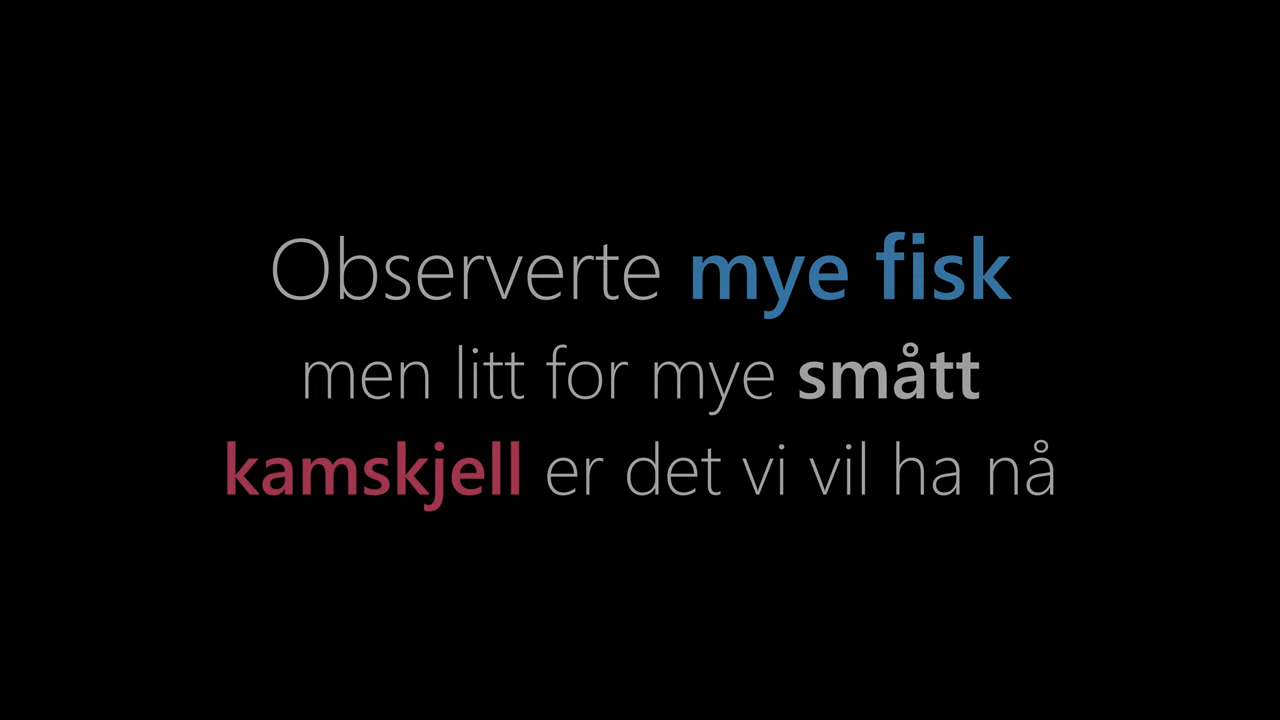 Observerte mye fisk
men litt for mye smått
kamskjell er det vi vil ha nå